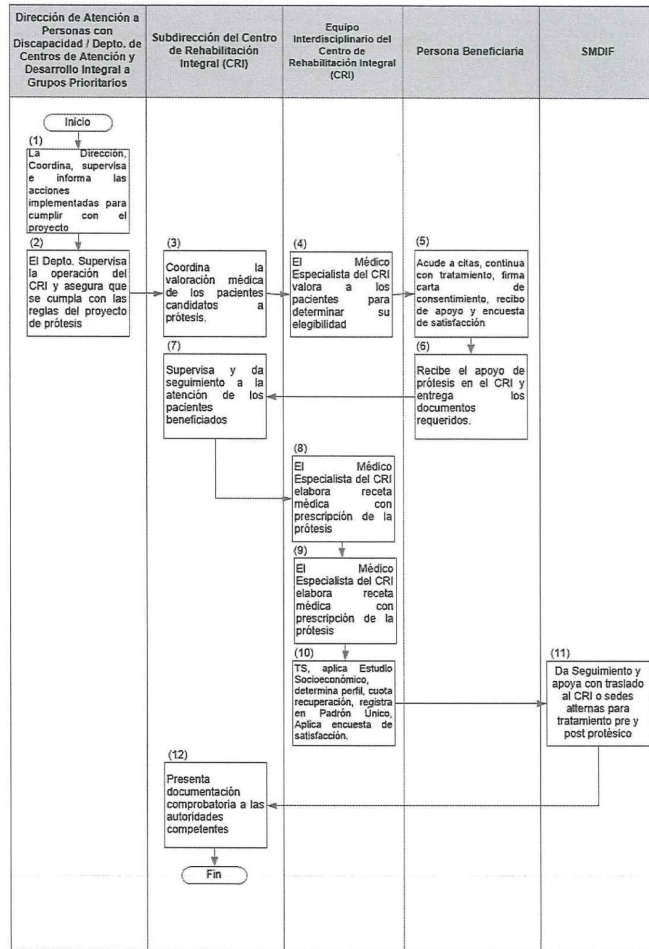 Dirección de Atención a
Personas con
Discapacidad / Depto. de
Centros de Atención y
Desarrollo Integral a
Grupos Prioritarios
Subdirección del Centro
de Rehabilitación
Integral (CRI)
Equipo
Interdisciplinario del
Centro de
Rehabilitación Integral
(CRI)
Persona Beneficiaria
SMDIF
Inicio
(1)
La Dirección,
Coordina, supervisa
e informa las
acciones
implementadas para
cumplir con el
proyecto
(2)
El Depto. Supervisa
la operación del
CRI y asegura que
se cumpla con las
reglas del proyecto
de prótesis
(3)
Coordina la
valoración médica
de los pacientes
candidatos a
prótesis.
(4)
El Médico
Especialista del CRI
valora a los
pacientes para
determinar su
elegibilidad
(5)
Acude a citas, continua
con tratamiento, firma
carta de
consentimiento, recibo
de apoyo y encuesta
de satisfacción
(6)
Recibe el apoyo de
prótesis en el CRI y
entrega los
documentos
requeridos.
(7)
Supervisa y da
seguimiento a la
atención de los
pacientes
beneficiados
(8)
El Médico
Especialista del CRI
elabora receta
médica con
prescripción de la
prótesis
(9)
El Médico
Especialista del CRI
elabora receta
médica con
prescripción de la
prótesis
(10)
TS, aplica Estudio
Socioeconómico,
determina perfil, cuota
recuperación, registra
en Padrón Único,
Aplica encuesta de
satisfacción.
(11)
Da Seguimiento y
apoya con traslado
al CRI o sedes
alternas para
tratamiento pre y
post protésico
(12)
Presenta
documentación
comprobatoria a las
autoridades
competentes
Fin